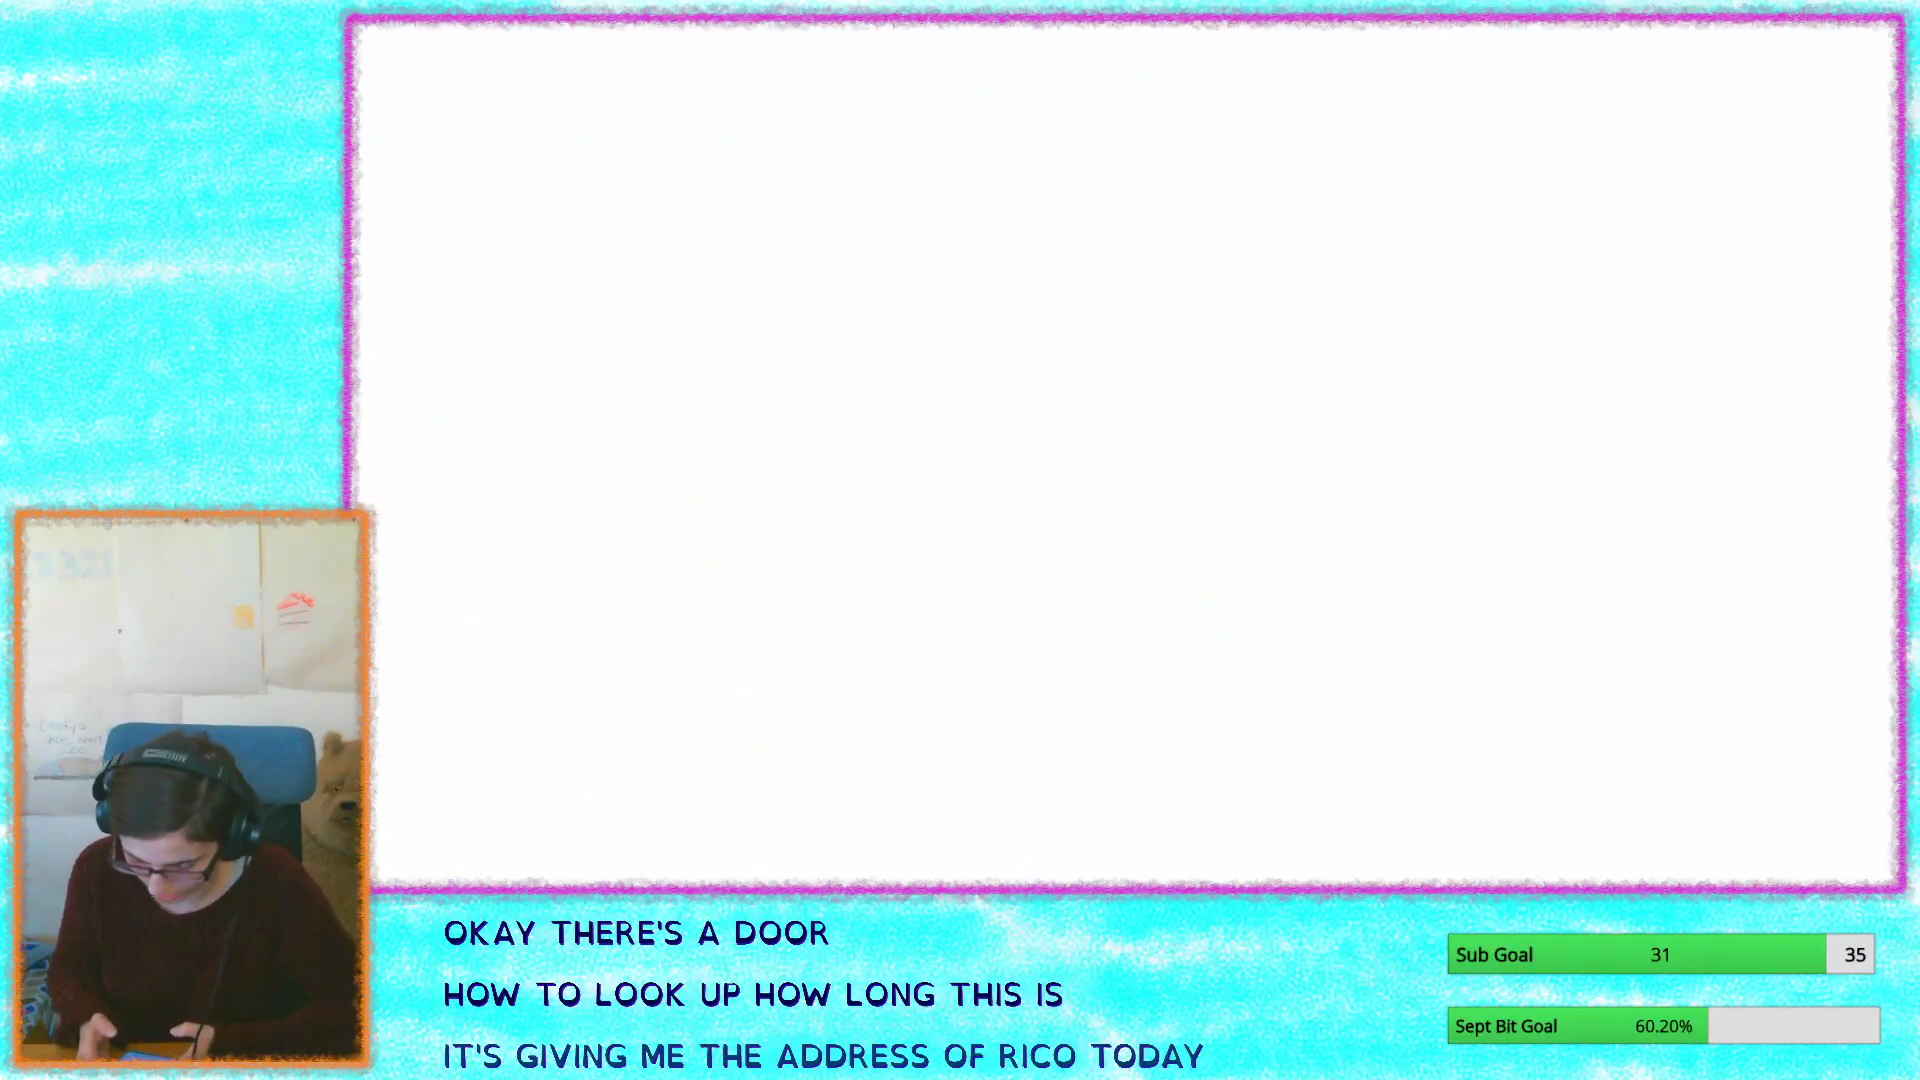 OKAY THERE'S A DOOR
HOW TO LOOK UP HOW LONG THIS IS
IT'S GIVING ME THE ADDRESS OF RICO TODAY
Sub Goal 31 35
Sept Bit Goal 60.20%